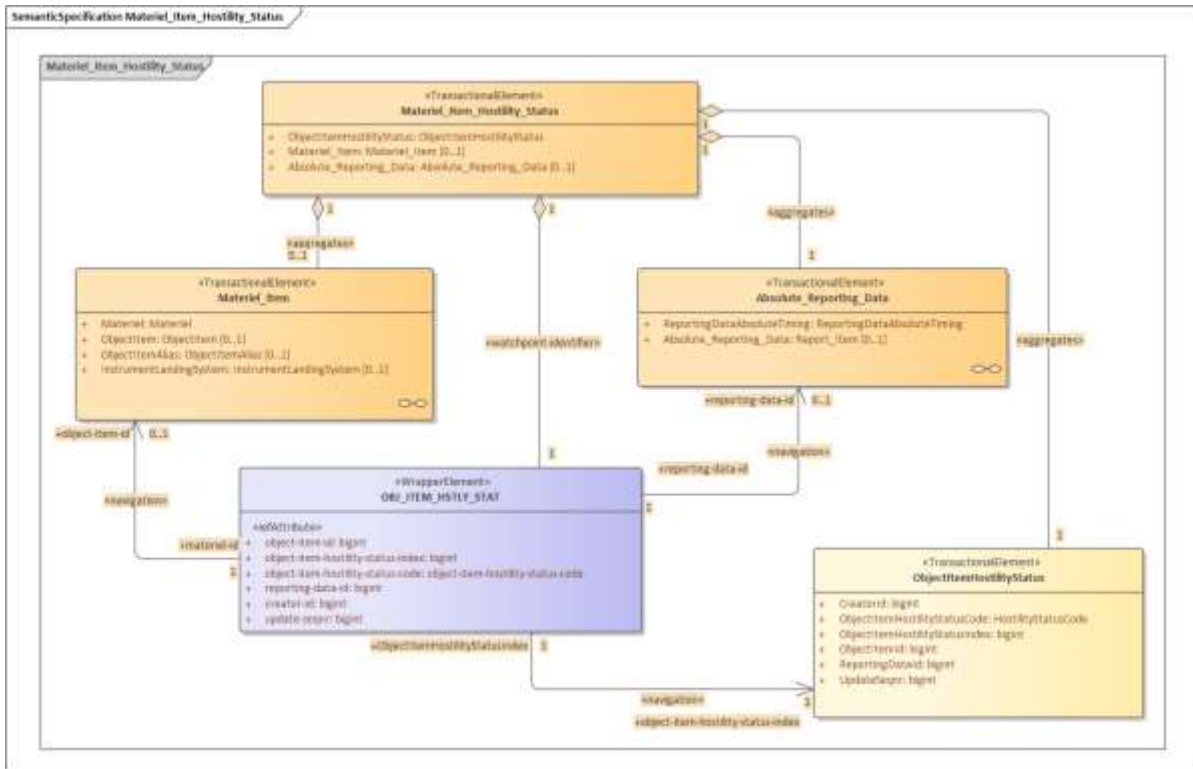 SemanticSpecification Materiel_Item_Hostility_Status
Materiel_Item_Hostility_Status
«TransactionalElement»
Materiel_Item_Hostility_Status
+ ObjectItemHostilityStatus: ObjectItemHostilityStatus
+ Materiel_Item: Materiel_Item [0..1]
+ Absolute_Reporting_Data: Absolute_Reporting_Data [0..1]
1
1
1
1
«aggregates»
0..1
«aggregates»
1
«TransactionalElement»
Materiel_Item
+ Materiel: Materiel
+ ObjectItem: ObjectItem [0..1]
+ ObjectItemAlias: ObjectItemAlias [0..1]
+ InstrumentLandingSystem: InstrumentLandingSystem [0..1]
«TransactionalElement»
Absolute_Reporting_Data
+ ReportingDataAbsoluteTiming: ReportingDataAbsoluteTiming
+ Absolute_Reporting_Data: Report_Item [0..1]
«watchpoint-identifier»
«aggregates»
+reporting-data-id
0..1
+object-item-id
0..1
«navigation»
1
+reporting-data-id
1
«WrapperElement»
OBJ_ITEM_HSTLY_STAT
«iefAttribute»
+ object-item-id: bigint
+ object-item-hostility-status-index: bigint
+ object-item-hostility-status-code: object-item-hostility-status-code
+ reporting-data-id: bigint
+ creator-id: bigint
+ update-seqnr: bigint
«navigation»
+materiel-id
1
1
«TransactionalElement»
ObjectItemHostilityStatus
+ CreatorId: bigint
+ ObjectItemHostilityStatusCode: HostilityStatusCode
+ ObjectItemHostilityStatusIndex: bigint
+ ObjectItemId: bigint
+ ReportingDataId: bigint
+ UpdateSeqnr: bigint
+ObjectItemHostilityStatusIndex
1
«navigation»
1
+object-item-hostility-status-index